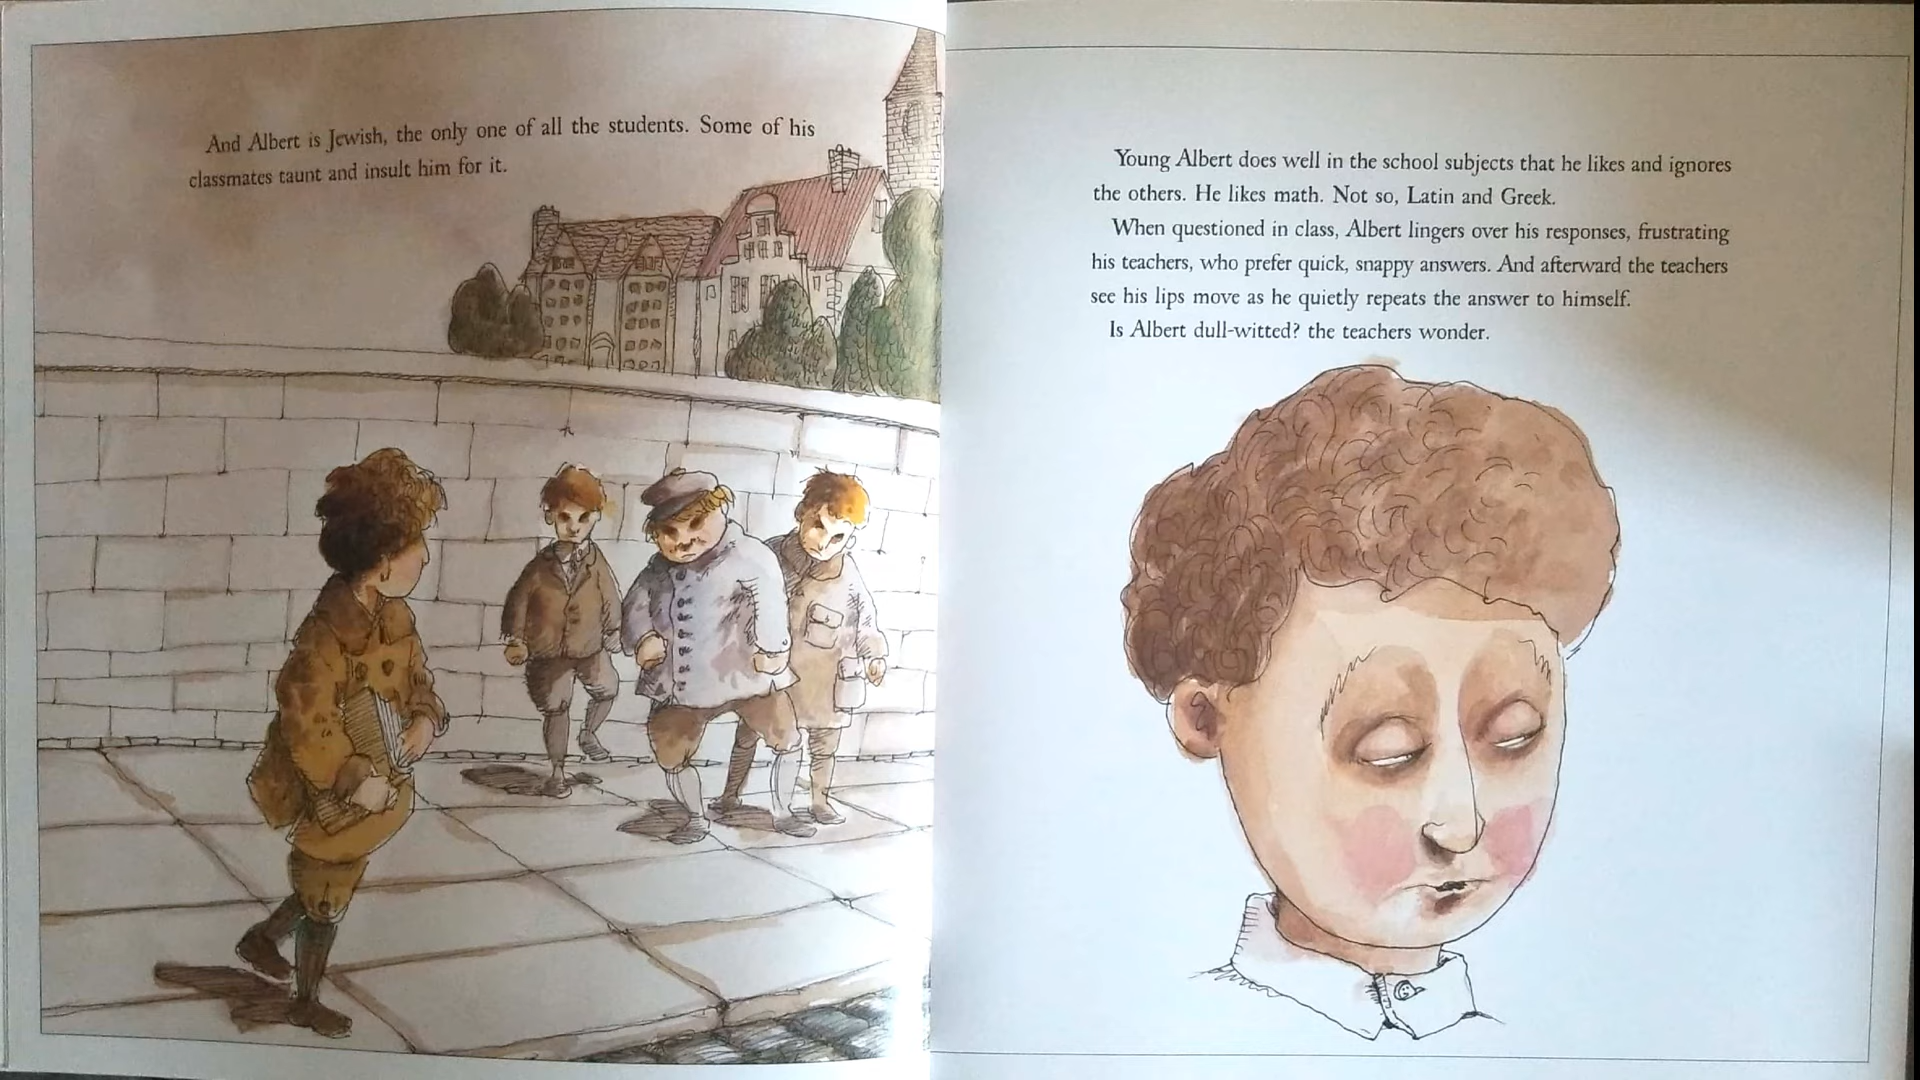 And Albert is Jewish, the only one of all the students. Some of his
classmates taunt and insult him for it.
Young Albert does well in the school subjects that he likes and ignores
the others. He likes math. Not so, Latin and Greek.
When questioned in class, Albert lingers over his responses, frustrating
his teachers, who prefer quick, snappy answers. And afterward the teachers
see his lips move as he quietly repeats the answer to himself.
Is Albert dull-witted? the teachers wonder.